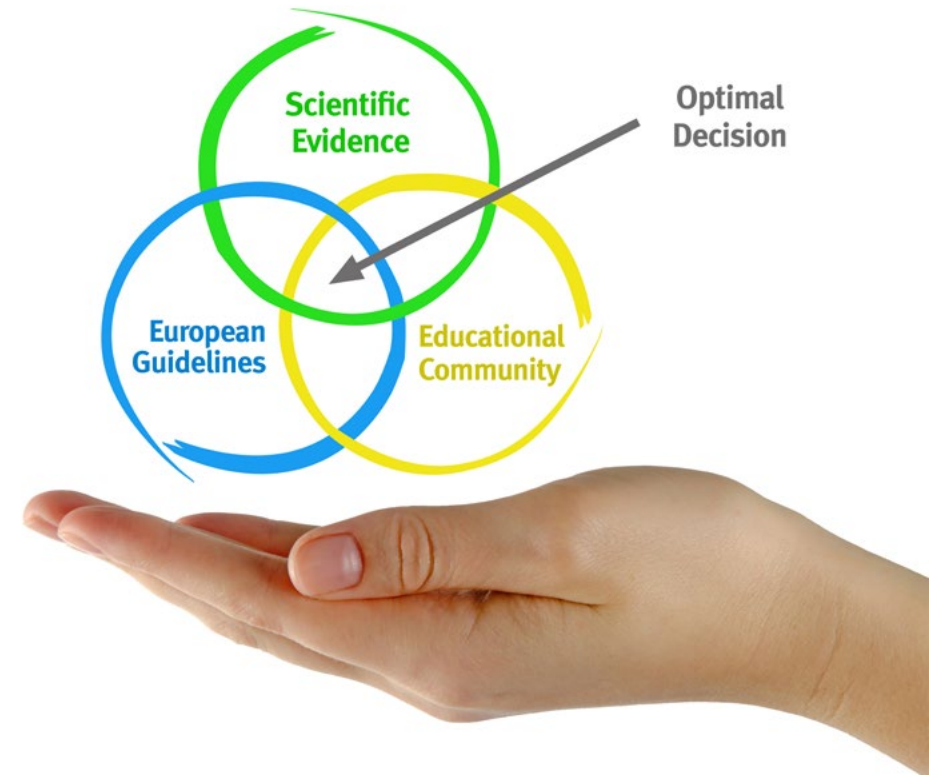 Scientific
Evidence
Optimal
Decision
European
Guidelines
Educational
Community